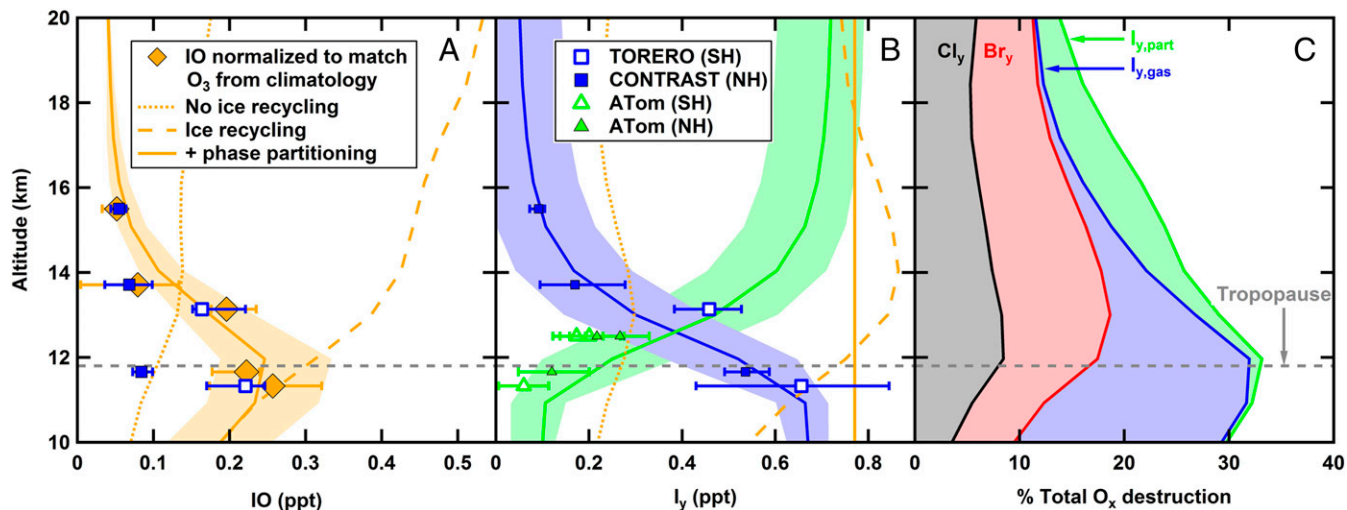 A
B
C
IO normalized to match
O3 from climatology
No ice recycling
Ice recycling
+ phase partitioning
TORERO (SH)
CONTRAST (NH)
ATom (SH)
ATom (NH)
Cly
Bry
Iy,part
Iy,gas
Tropopause
Altitude (km)
20
18
16
14
12
10
0 0.1 0.2 0.3 0.4 0.5
IO (ppt)
0 0.2 0.4 0.6 0.8
Iy (ppt)
0 10 20 30 40
% Total Ox destruction